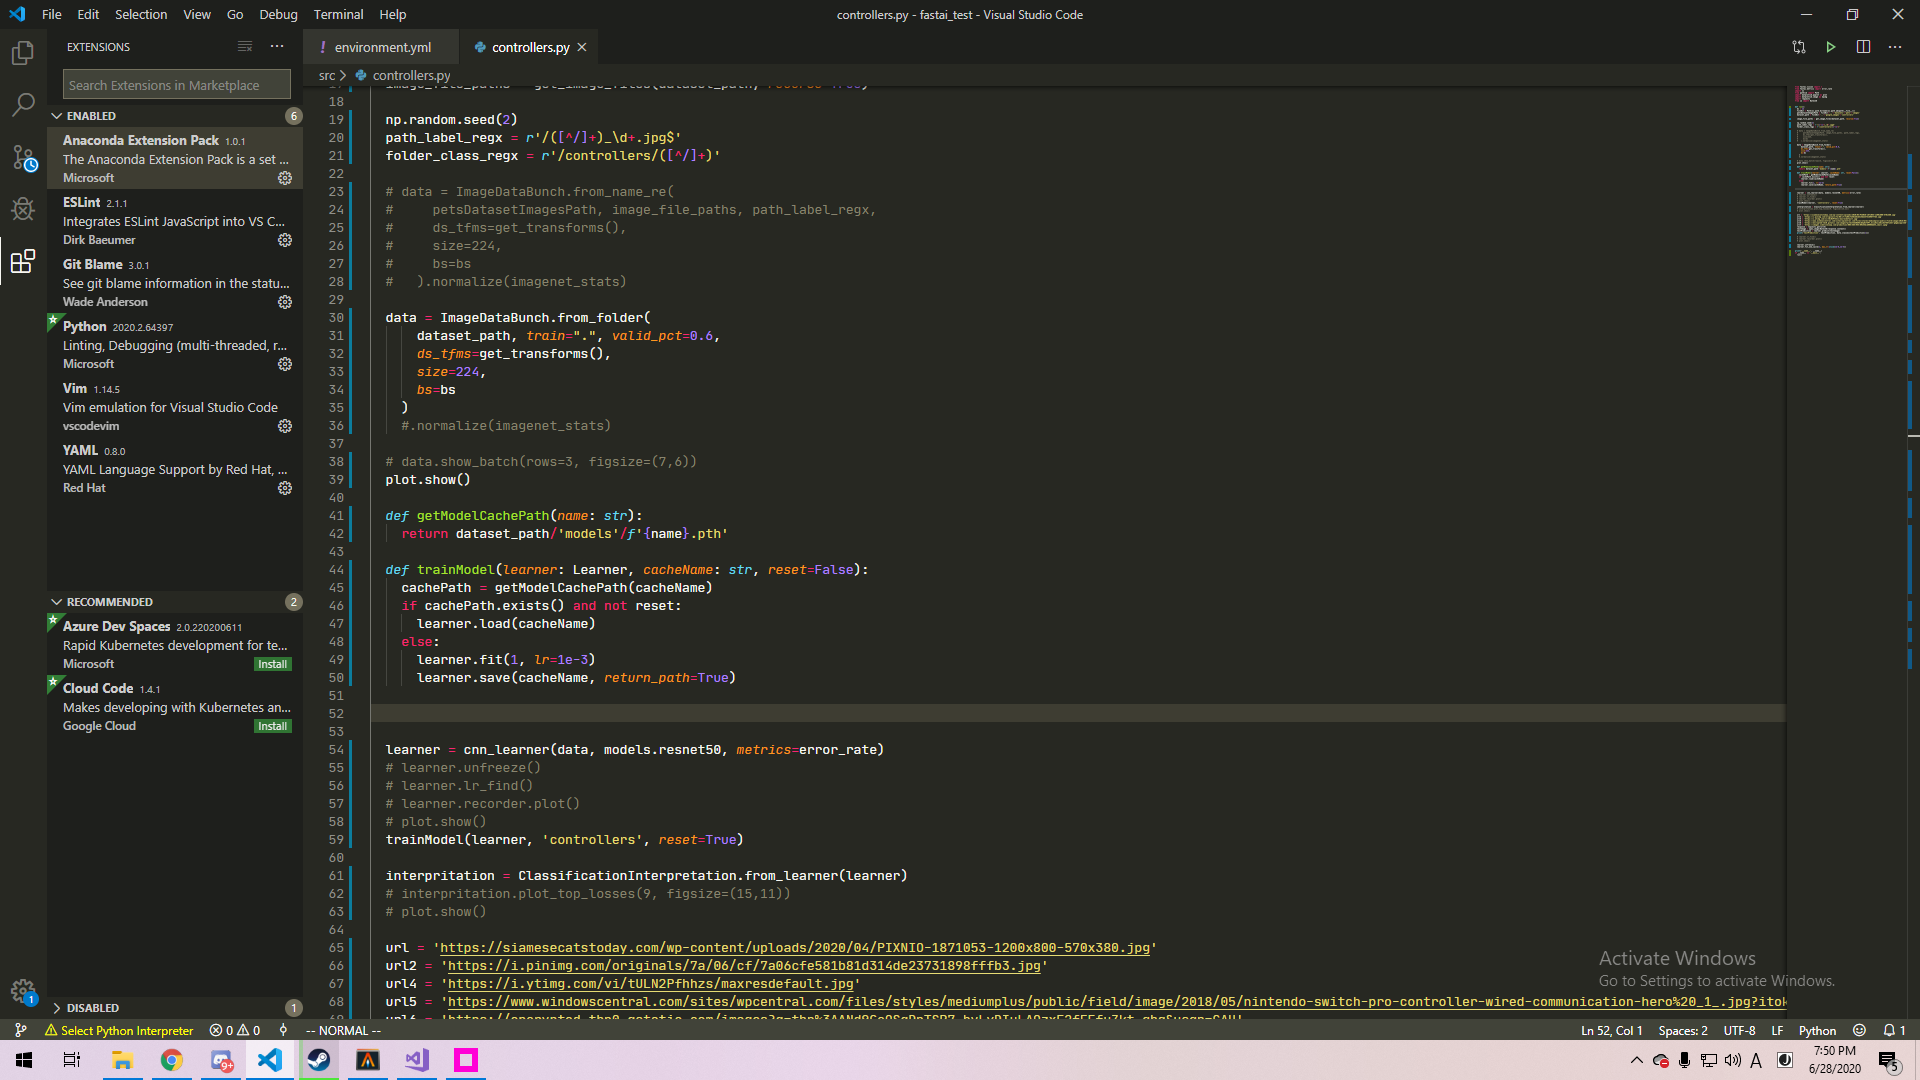 File Edit Selection View Go Debug Terminal Help
controllers.py - fastai_test - Visual Studio Code
EXTENSIONS
Search Extensions in Marketplace
ENABLED 6
Anaconda Extension Pack 1.0.1
The Anaconda Extension Pack is a set ...
Microsoft
ESLint 2.1.1
Integrates ESLint JavaScript into VS C...
Dirk Baeumer
Git Blame 3.0.1
See git blame information in the statu...
Wade Anderson
Python 2020.2.64397
Linting, Debugging (multi-threaded, r...
Microsoft
Vim 1.14.5
Vim emulation for Visual Studio Code
vscodevim
YAML 0.8.0
YAML Language Support by Red Hat, ...
Red Hat
RECOMMENDED 2
Azure Dev Spaces 2.0.220200611
Rapid Kubernetes development for te...
Microsoft Install
Cloud Code 1.4.1
Makes developing with Kubernetes an...
Google Cloud Install
DISABLED 1
! environment.yml controllers.py
src > controllers.py
18
19 np.random.seed(2)
20 path_label_regx = r'/([^/]+)_\d+.jpg$'
21 folder_class_regx = r'/controllers/([^/]+)'
22
23 # data = ImageDataBunch.from_name_re(
24 #     petsDatasetImagesPath, image_file_paths, path_label_regx,
25 #     ds_tfms=get_transforms(),
26 #     size=224,
27 #     bs=bs
28 #   ).normalize(imagenet_stats)
29
30 data = ImageDataBunch.from_folder(
31     dataset_path, train=".", valid_pct=0.6,
32     ds_tfms=get_transforms(),
33     size=224,
34     bs=bs
35   )
36   #.normalize(imagenet_stats)
37
38 # data.show_batch(rows=3, figsize=(7,6))
39 plot.show()
40
41 def getModelCachePath(name: str):
42   return dataset_path/'models'/f'{name}.pth'
43
44 def trainModel(learner: Learner, cacheName: str, reset=False):
45   cachePath = getModelCachePath(cacheName)
46   if cachePath.exists() and not reset:
47     learner.load(cacheName)
48   else:
49     learner.fit(1, lr=1e-3)
50     learner.save(cacheName, return_path=True)
51
52
53
54 learner = cnn_learner(data, models.resnet50, metrics=error_rate)
55 # learner.unfreeze()
56 # learner.lr_find()
57 # learner.recorder.plot()
58 # plot.show()
59 trainModel(learner, 'controllers', reset=True)
60
61 interpritation = ClassificationInterpretation.from_learner(learner)
62 # interpritation.plot_top_losses(9, figsize=(15,11))
63 # plot.show()
64
65 url = 'https://siamesecatstoday.com/wp-content/uploads/2020/04/PIXNIO-1871053-1200x800-570x380.jpg'
66 url2 = 'https://i.pinimg.com/originals/7a/06/cf/7a06cfe581b81d314de23731898fffb3.jpg'
67 url4 = 'https://i.ytimg.com/vi/tULN2Pfhhzs/maxresdefault.jpg'
68 url5 = 'https://www.windowscentral.com/sites/wpcentral.com/files/styles/mediumplus/public/field/image/2018/05/nintendo-switch-pro-controller-wired-communication-hero%20_1_.jpg?itok
Activate Windows
Go to Settings to activate Windows.
1
Select Python Interpreter 0 0 -- NORMAL --
Ln 52, Col 1 Spaces: 2 UTF-8 LF Python 1
9+
A
7:50 PM
6/28/2020
5